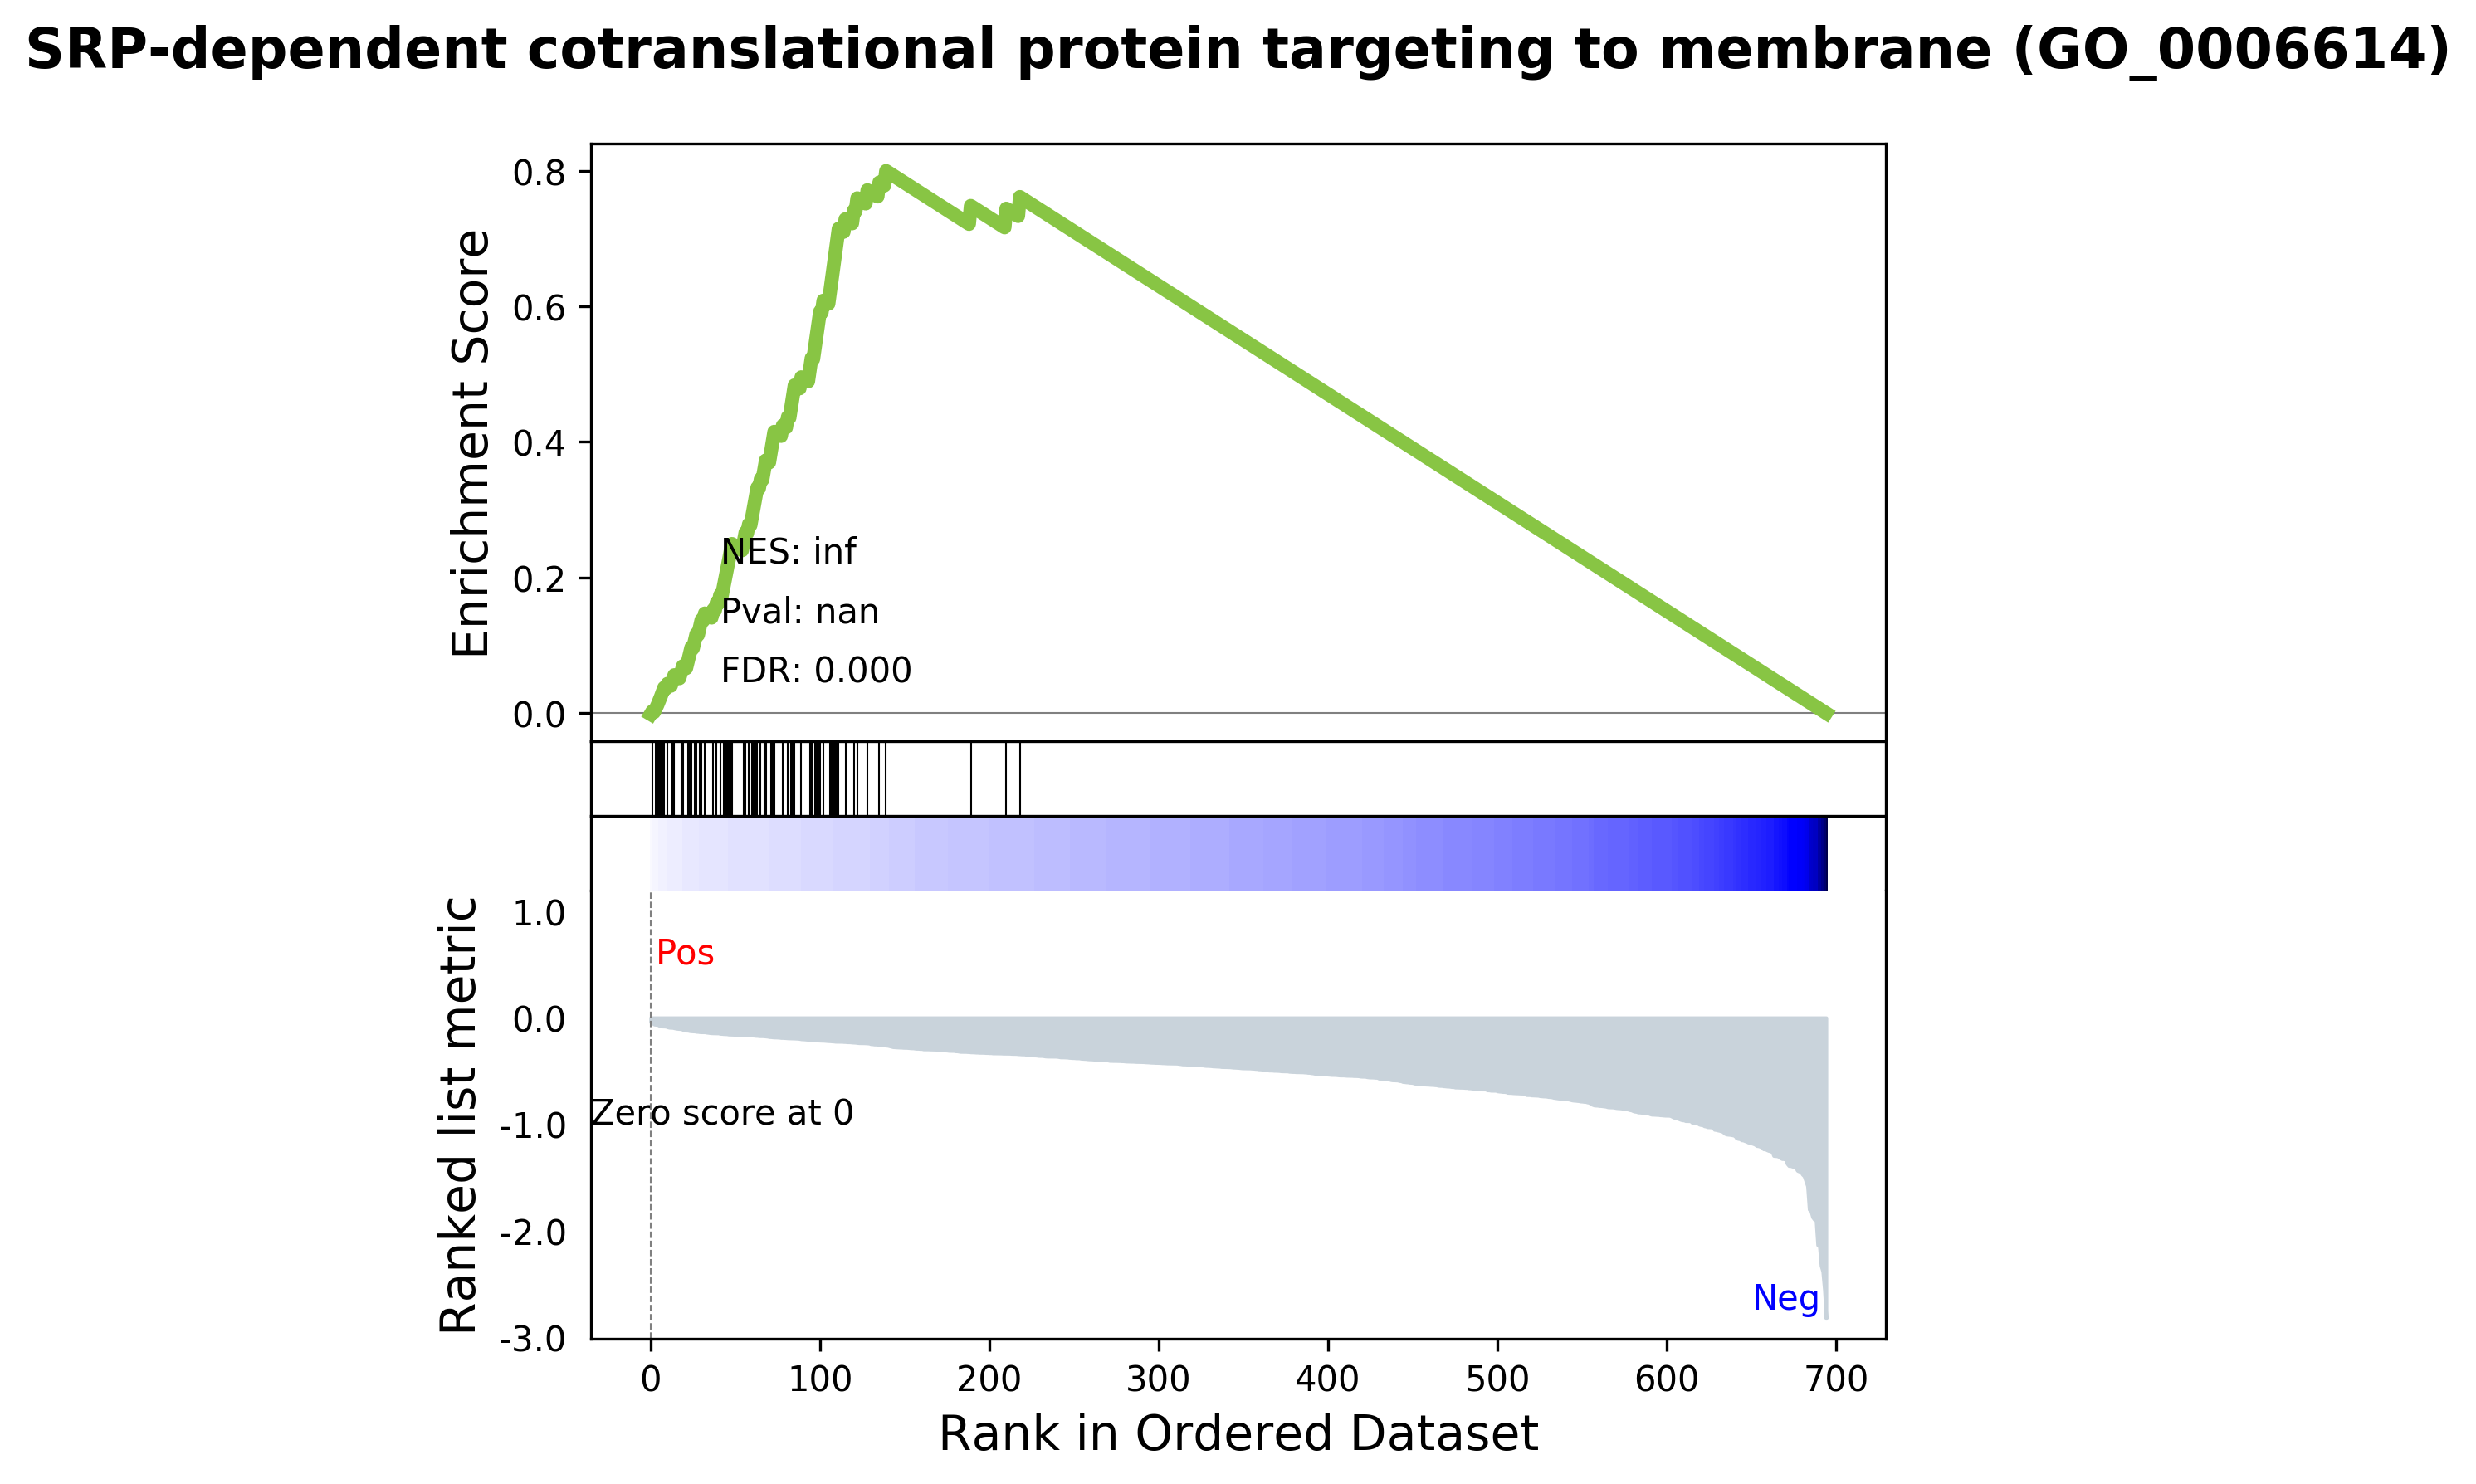 SRP-dependent cotranslational protein targeting to membrane (GO_0006614)
Enrichment Score
0.8
0.6
0.4
0.2
0.0
NES: inf
Pval: nan
FDR: 0.000
Ranked list metric
1.0
0.0
-1.0
-2.0
-3.0
Pos
Zero score at 0
Neg
0 100 200 300 400 500 600 700
Rank in Ordered Dataset